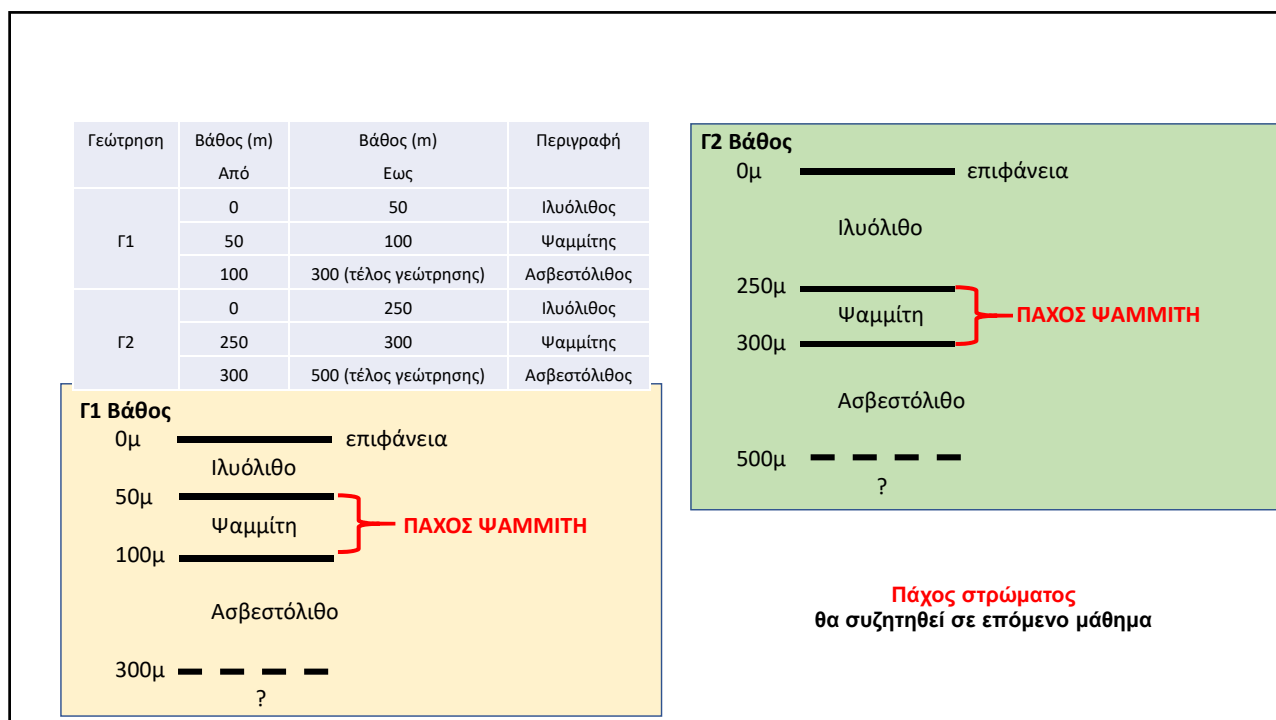 Γεώτρηση Βάθος (m) Βάθος (m) Περιγραφή
Από Εως
0 50 Ιλυόλιθος
Γ1 50 100 Ψαμμίτης
100 300 (τέλος γεώτρησης) Ασβεστόλιθος
0 250 Ιλυόλιθος
Γ2 250 300 Ψαμμίτης
300 500 (τέλος γεώτρησης) Ασβεστόλιθος
Γ1 Βάθος
0μ επιφάνεια
Ιλυόλιθο
50μ
Ψαμμίτη ΠΑΧΟΣ ΨΑΜΜΙΤΗ
100μ
Ασβεστόλιθο
300μ
?
Γ2 Βάθος
0μ επιφάνεια
Ιλυόλιθο
250μ
Ψαμμίτη ΠΑΧΟΣ ΨΑΜΜΙΤΗ
300μ
Ασβεστόλιθο
500μ
?
Πάχος στρώματος
θα συζητηθεί σε επόμενο μάθημα